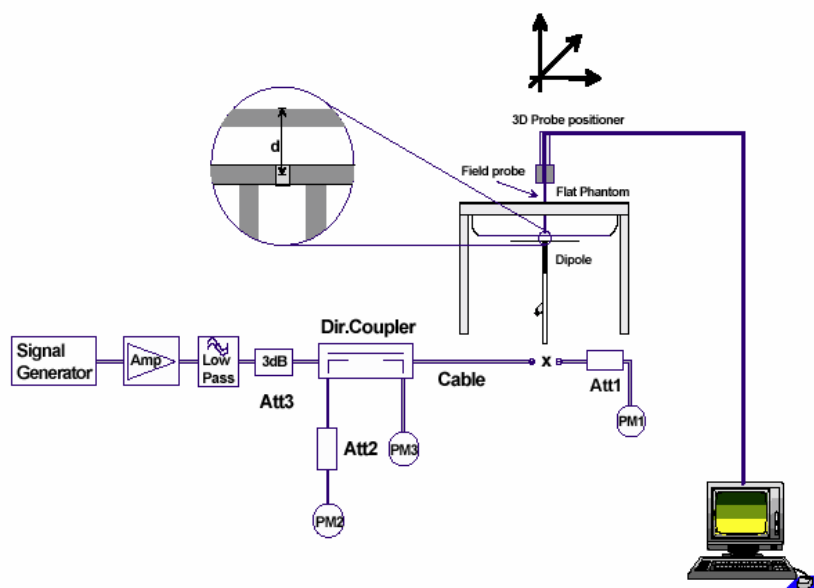 3D Probe positioner
d
Field probe
Flat Phantom
Dipole
Dir.Coupler
Signal
Generator
Amp
Low
Pass
3dB
Att3
Cable
x
Att1
PM1
Att2
PM3
PM2